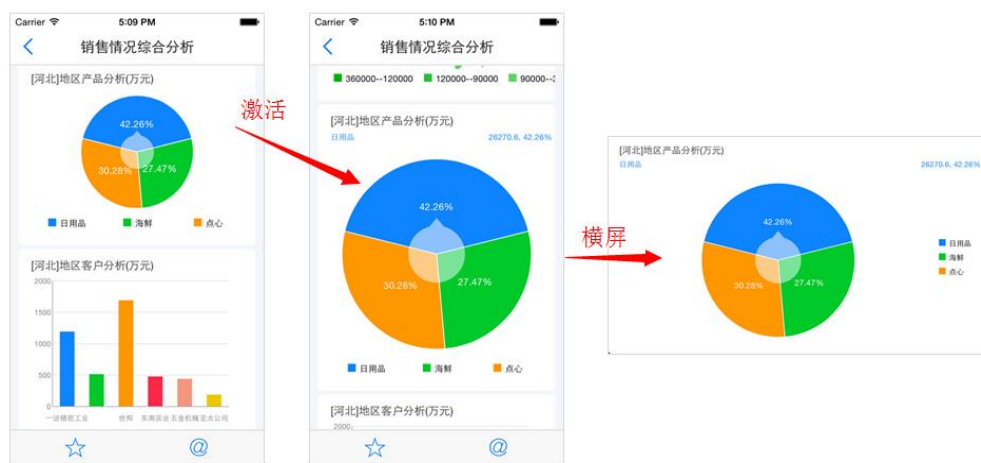 Carrier 5:09 PM
销售情况综合分析
[河北]地区产品分析(万元)
42.26%
30.28% 27.47%
日用品 海鲜 点心
[河北]地区客户分析(万元)
2000
1500
1000
500
0
一诠精密工业 世邦 东南实业 五金机械 亚太公司
@
激活
Carrier 5:10 PM
销售情况综合分析
360000--120000 120000--90000 90000--3
[河北]地区产品分析(万元)
日用品 26270.6, 42.26%
42.26%
30.28% 27.47%
日用品 海鲜 点心
[河北]地区客户分析(万元)
2000
@
横屏
[河北]地区产品分析(万元)
日用品 26270.6, 42.26%
42.26%
30.28% 27.47%
日用品
海鲜
点心